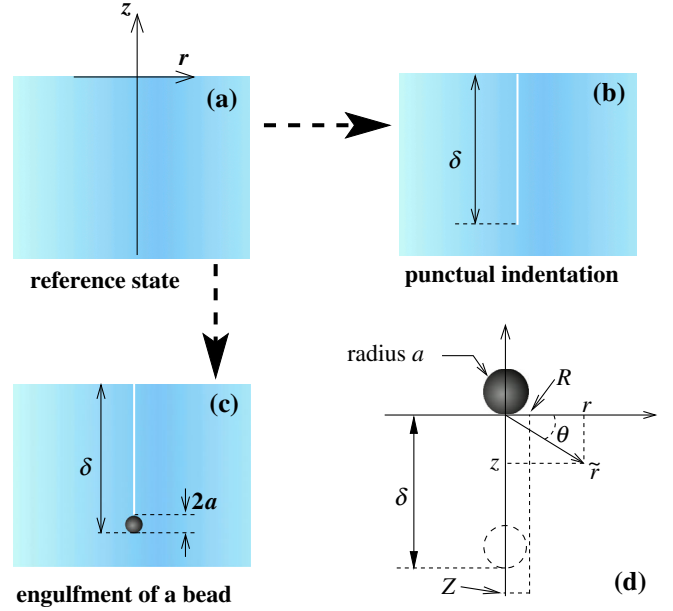 z
r
(a)
(b)
δ
reference state
punctual indentation
(c)
δ
2a
engulfment of a bead
radius a
R
r
θ
z
r̃
δ
Z
(d)